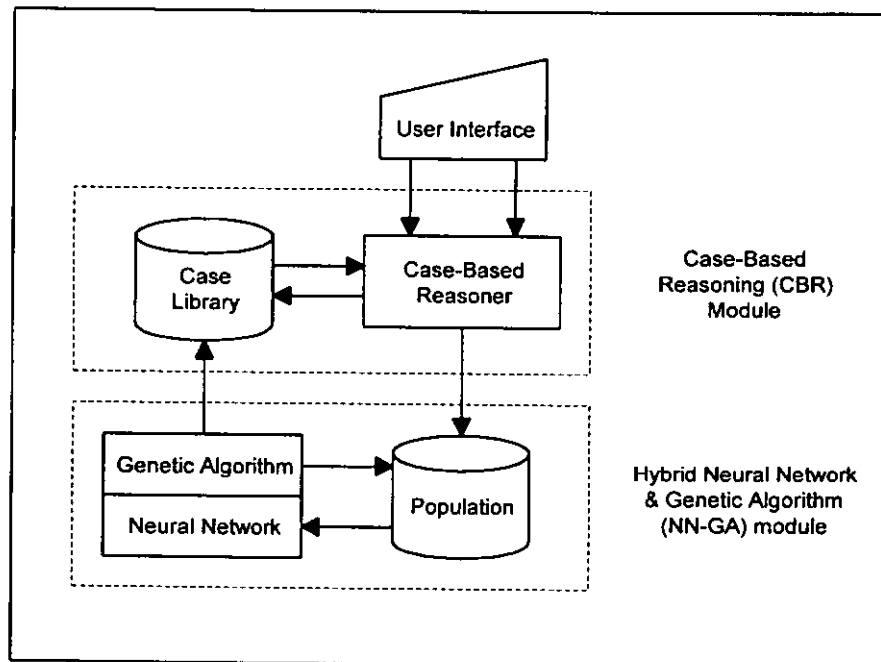 User Interface
Case
Library
Case-Based
Reasoner
Case-Based
Reasoning (CBR)
Module
Genetic Algorithm
Neural Network
Population
Hybrid Neural Network
& Genetic Algorithm
(NN-GA) module